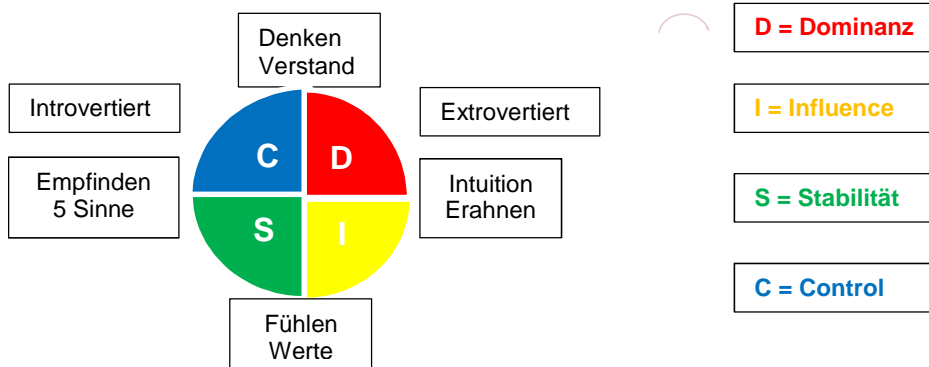 Denken
Verstand
Introvertiert
Extrovertiert
C
D
Empfinden
5 Sinne
Intuition
Erahnen
S
I
Fühlen
Werte
D = Dominanz
I = Influence
S = Stabilität
C = Control